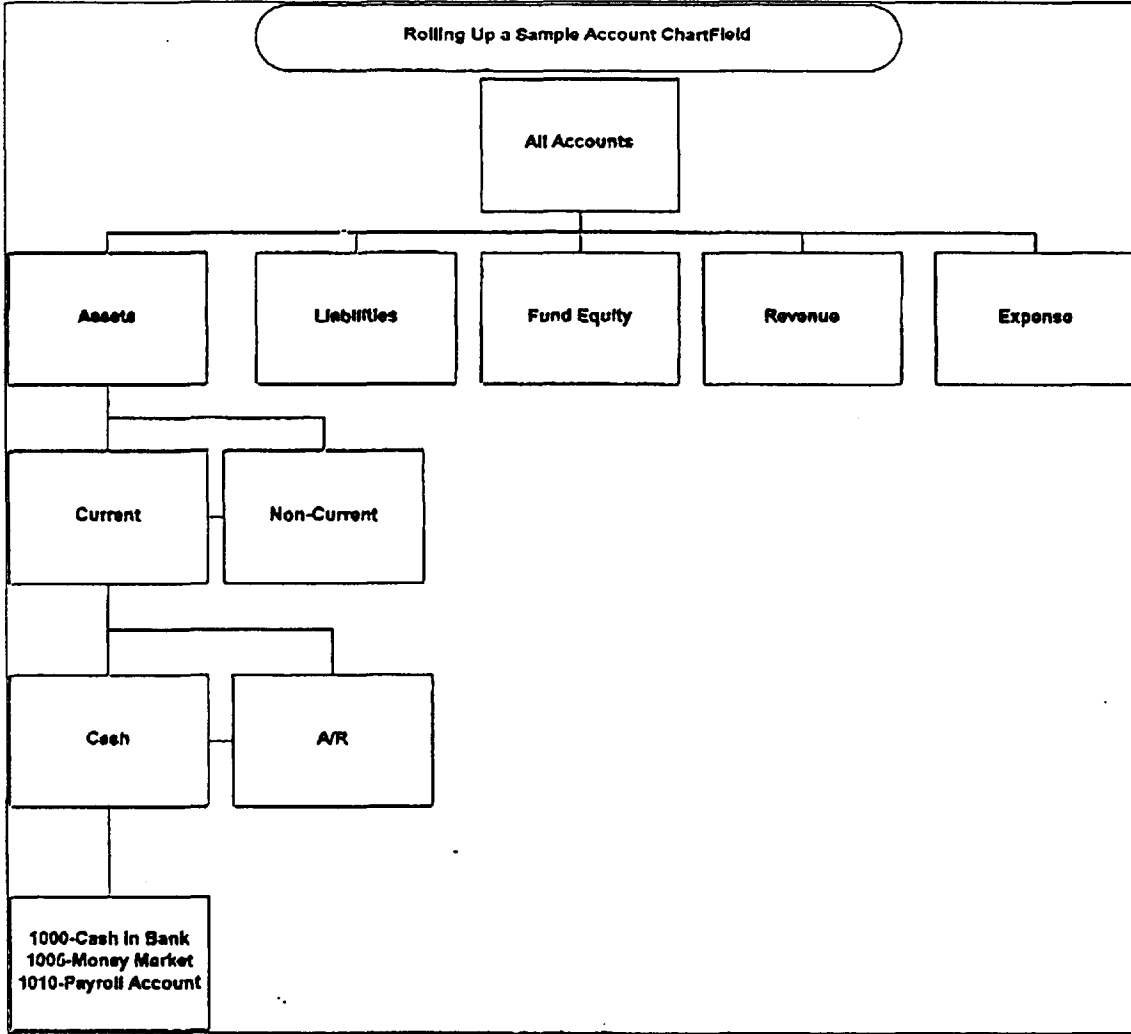 Rolling Up a Sample Account ChartField
All Accounts
Assets
Liabilities
Fund Equity
Revenue
Expense
Current
Non-Current
Cash
A/R
1000-Cash in Bank
1005-Money Market
1010-Payroll Account